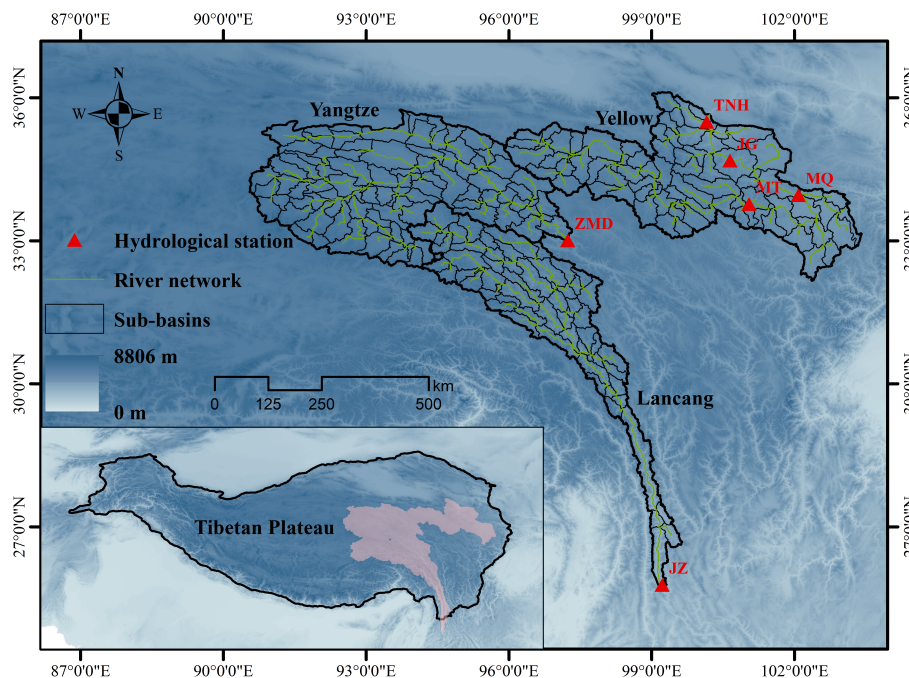 87°0'0"E 90°0'0"E 93°0'0"E 96°0'0"E 99°0'0"E 102°0'0"E
36°0'0"N
33°0'0"N
30°0'0"N
27°0'0"N
N
W E
S
Yangtze
Yellow
TNH
JG
MT
MQ
ZMD
Hydrological station
River network
Sub-basins
8806 m
0 m
km
0 125 250 500
Lancang
Tibetan Plateau
JZ
87°0'0"E 90°0'0"E 93°0'0"E 96°0'0"E 99°0'0"E 102°0'0"E